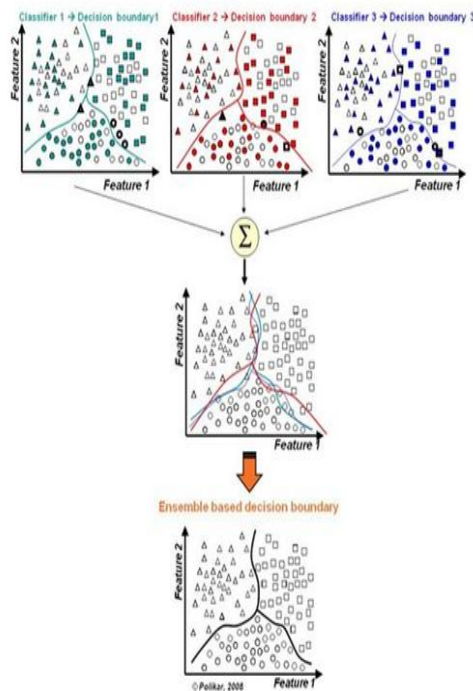 Classifier 1 → Decision boundary1
Classifier 2 → Decision boundary 2
Classifier 3 → Decision boundary 3
Feature 2
Feature 1
Feature 2
Feature 1
Feature 2
Feature 1
Σ
Feature 2
Feature 1
Ensemble based decision boundary
Feature 2
Feature 1
© Polikar, 2008